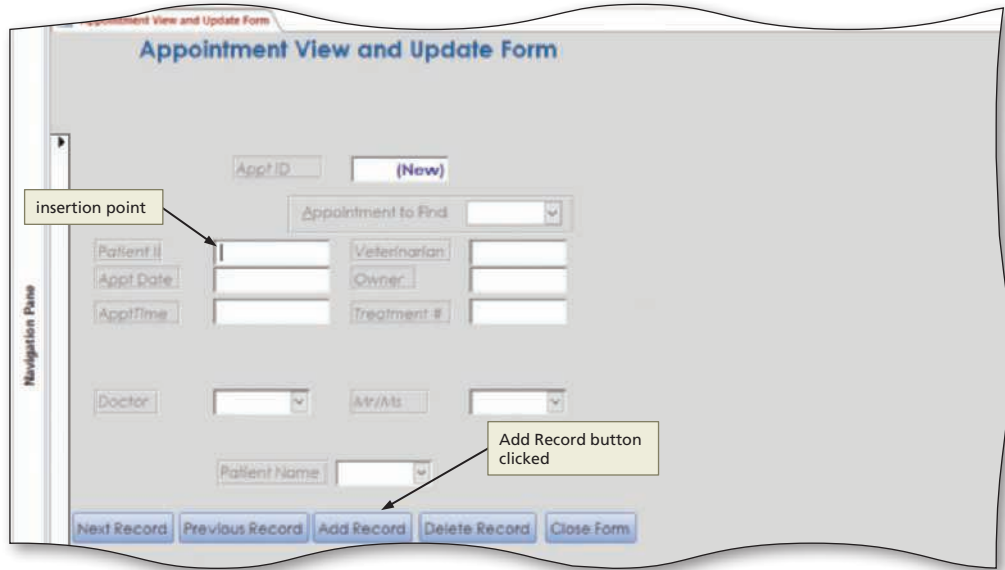 Appointment View and Update Form
Appointment View and Update Form
Appt ID (New)
insertion point
Appointment to Find
Patient II Veterinarian
Appt Date Owner
ApptTime Treatment #
Navigation Pane
Doctor Mr/Ms
Add Record button
clicked
Patient Name
Next Record Previous Record Add Record Delete Record Close Form